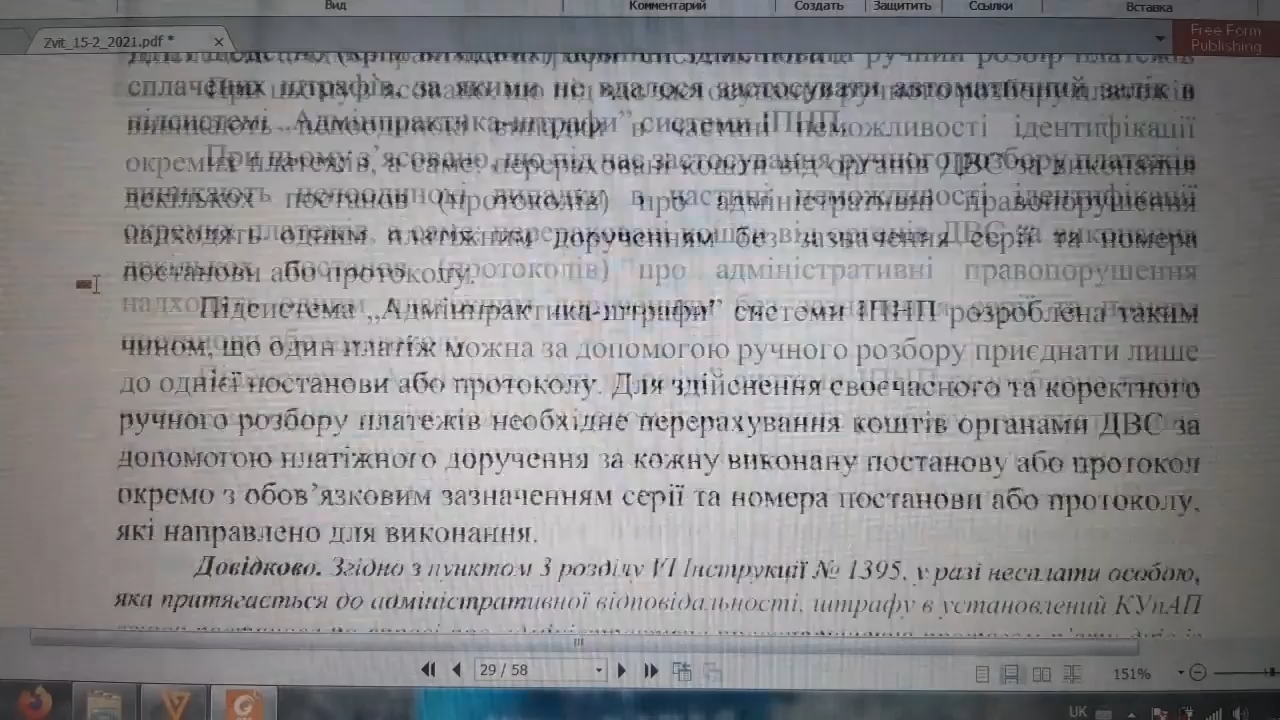 Вид
Комментарий
Создать
Защитить
Ссылки
Вставка
Zvit_15-2_2021.pdf * ×
Free Form
Publishing
сплачених штрафів, за якими не вдалося застосувати автоматичний залік в
підсистемі „Адмінпрактика-штрафи” системи ІПНП.
При цьому з’ясовано, що під час застосування ручного розбору платежів
виникають непоодинокі випадки в частині неможливості ідентифікації
окремих платежів, а саме: перераховані кошти від органів ДВС за виконання
декількох постанов (протоколів) про адміністративні правопорушення
надходять одним платіжним дорученням без зазначення серії та номера
постанови або протоколу.
Підсистема „Адмінпрактика-штрафи” системи ІПНП розроблена таким
чином, що один платіж можна за допомогою ручного розбору приєднати лише
до однієї постанови або протоколу. Для здійснення своєчасного та коректного
ручного розбору платежів необхідне перерахування коштів органами ДВС за
допомогою платіжного доручення за кожну виконану постанову або протокол
окремо з обов’язковим зазначенням серії та номера постанови або протоколу,
які направлено для виконання.
Довідково. Згідно з пунктом 3 розділу VI Інструкції № 1395, у разі несплати особою,
яка притягається до адміністративної відповідальності, штрафу в установлений КУпАП
29 / 58
151%
UK